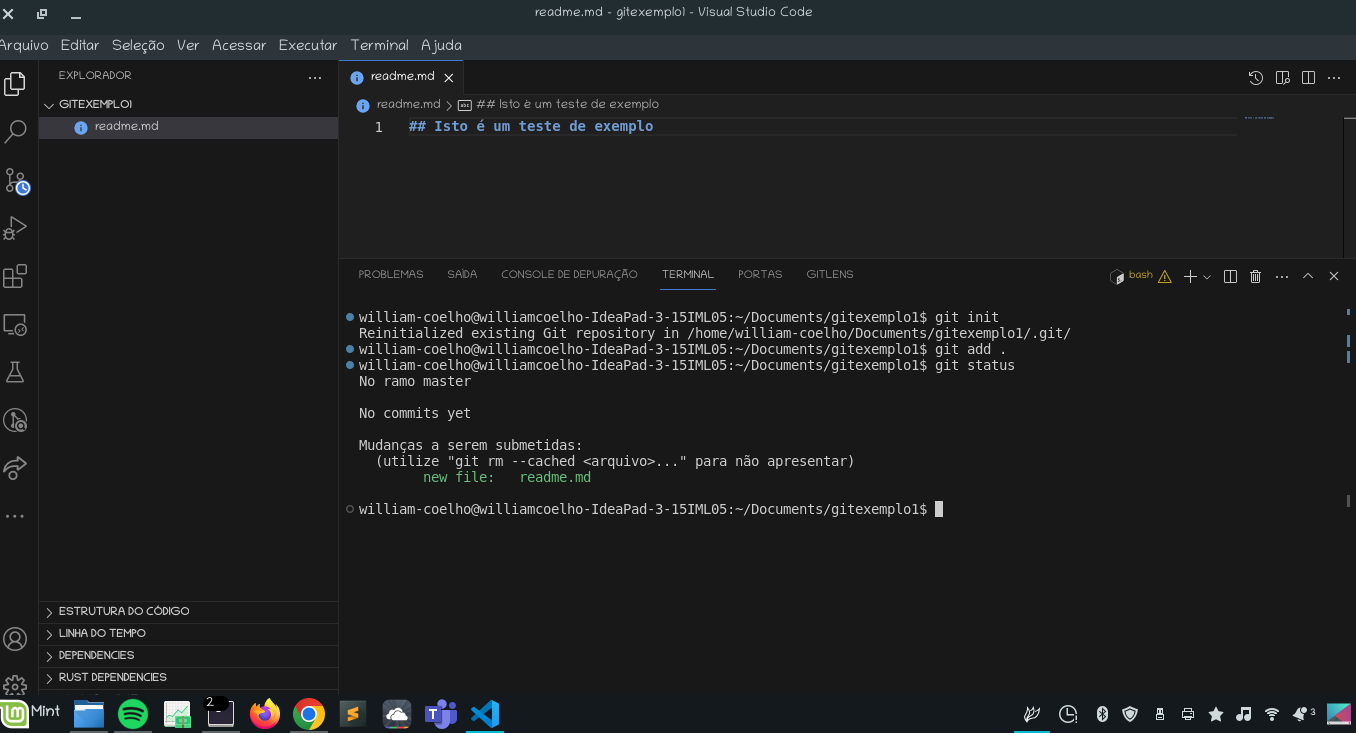 readme.md - gitexemplo1 - Visual Studio Code
Arquivo Editar Seleção Ver Acessar Executar Terminal Ajuda
EXPLORADOR
GITEXEMPLO1
readme.md
readme.md
readme.md > ## Isto é um teste de exemplo
1 ## Isto é um teste de exemplo
PROBLEMAS SAÍDA CONSOLE DE DEPURAÇÃO TERMINAL PORTAS GITLENS
bash
william-coelho@williamcoelho-IdeaPad-3-15IML05:~/Documents/gitexemplo1$ git init
Reinitialized existing Git repository in /home/william-coelho/Documents/gitexemplo1/.git/
william-coelho@williamcoelho-IdeaPad-3-15IML05:~/Documents/gitexemplo1$ git add .
william-coelho@williamcoelho-IdeaPad-3-15IML05:~/Documents/gitexemplo1$ git status
No ramo master
No commits yet
Mudanças a serem submetidas:
(utilize "git rm --cached <arquivo>..." para não apresentar)
new file: readme.md
william-coelho@williamcoelho-IdeaPad-3-15IML05:~/Documents/gitexemplo1$
ESTRUTURA DO CÓDIGO
LINHA DO TEMPO
DEPENDENCIES
RUST DEPENDENCIES
Mint
2
3